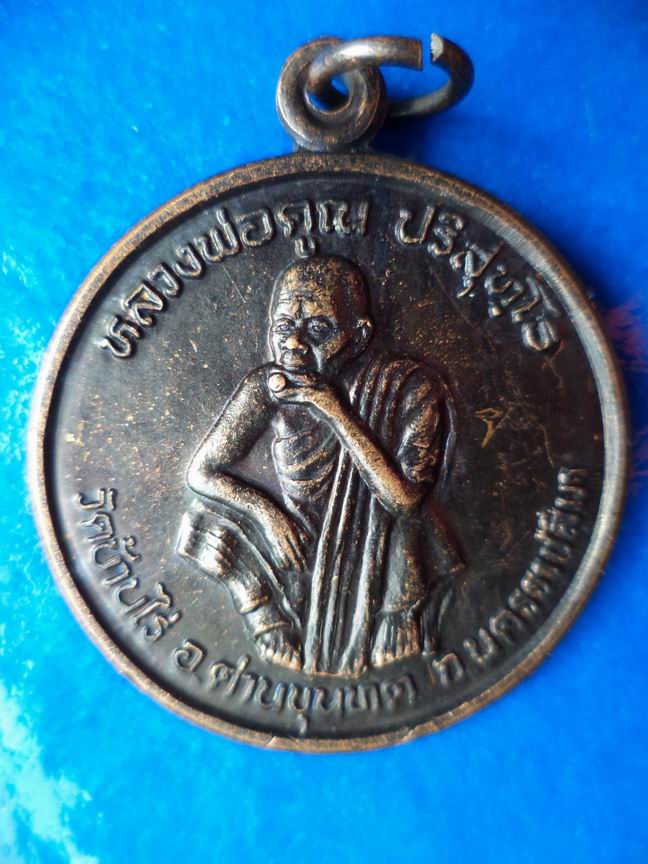 หลวงพ่อคูณ ปริสุทฺโธ
วัดบ้านไร่ อ.ด่านขุนทด จ.นครราชสีมา